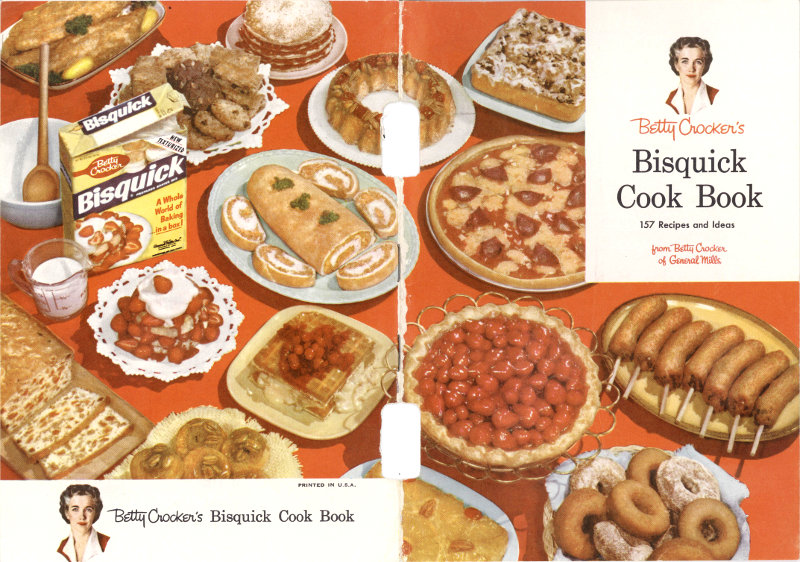 Bisquick
NEW
TEXTURIZED
Betty
Crocker
Bisquick
A Whole
World of
Baking
in a box!
Betty Crocker's
Bisquick
Cook Book
157 Recipes and Ideas
from Betty Crocker
of General Mills
PRINTED IN U.S.A.
Betty Crocker's Bisquick Cook Book